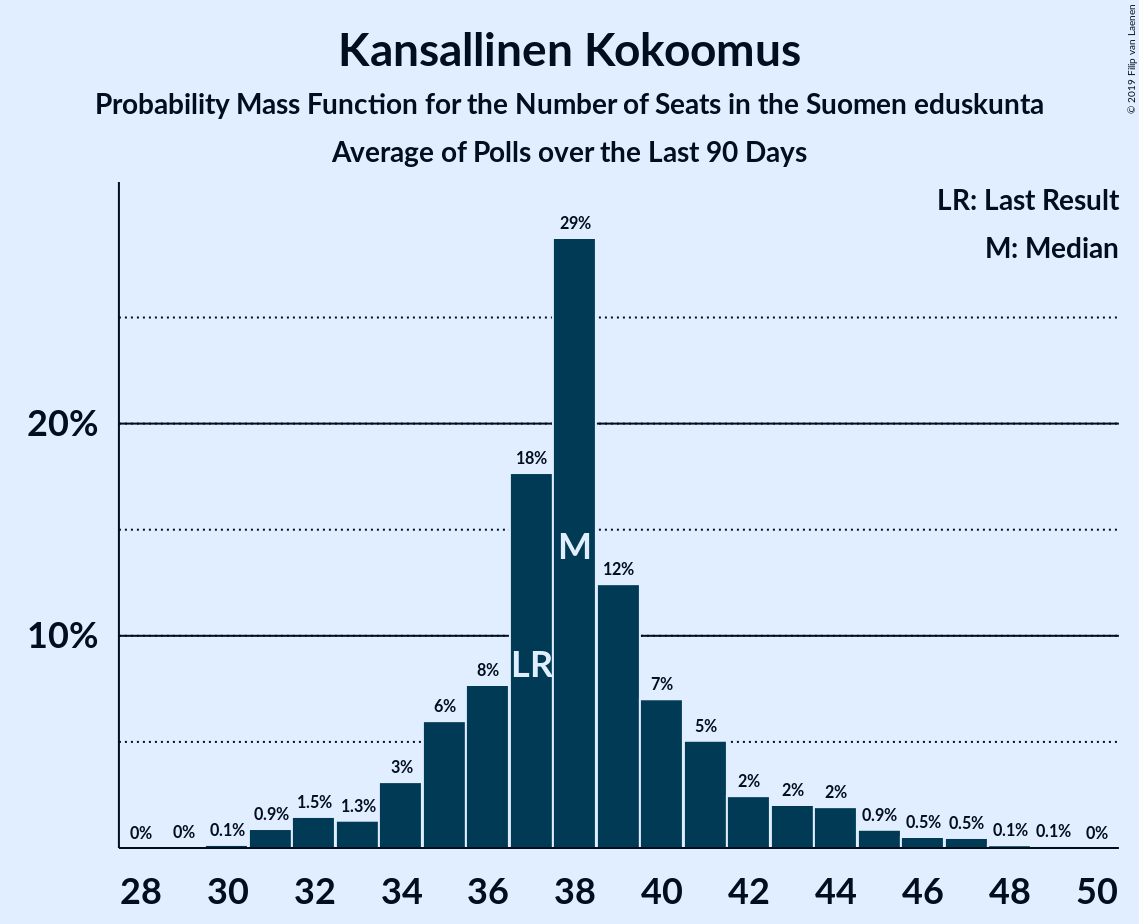 Kansallinen Kokoomus
Probability Mass Function for the Number of Seats in the Suomen eduskunta
Average of Polls over the Last 90 Days
© 2019 Filip van Laenen
LR: Last Result
M: Median
20%
10%
0%
0%
0.1%
0.9%
1.5%
1.3%
3%
6%
8%
18%
29%
12%
7%
5%
2%
2%
2%
0.9%
0.5%
0.5%
0.1%
0.1%
0%
LR
M
28 30 32 34 36 38 40 42 44 46 48 50